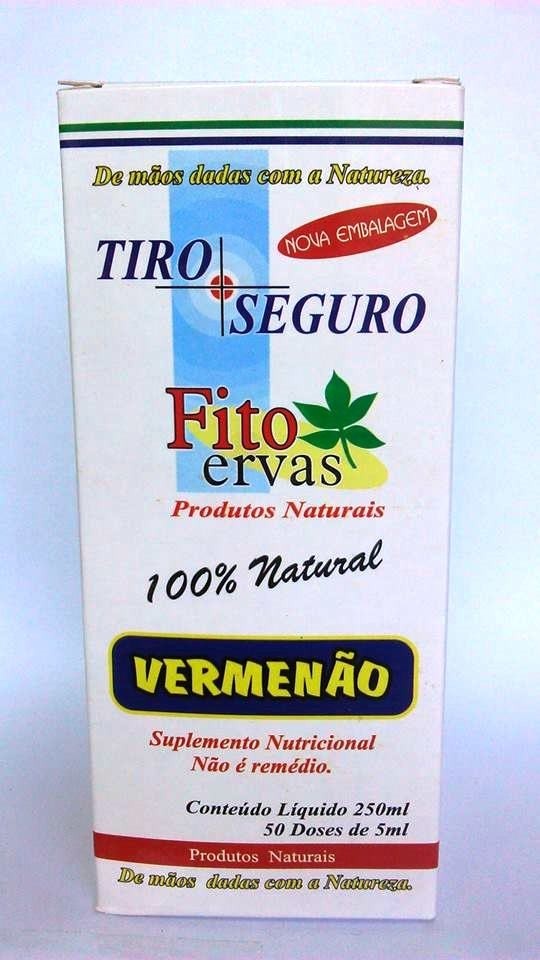 De mãos dadas com a Natureza.
NOVA EMBALAGEM
TIRO
SEGURO
Fito
ervas
Produtos Naturais
100% Natural
VERMENÃO
Suplemento Nutricional
Não é remédio.
Conteúdo Líquido 250ml
50 Doses de 5ml
Produtos Naturais
De mãos dadas com a Natureza.